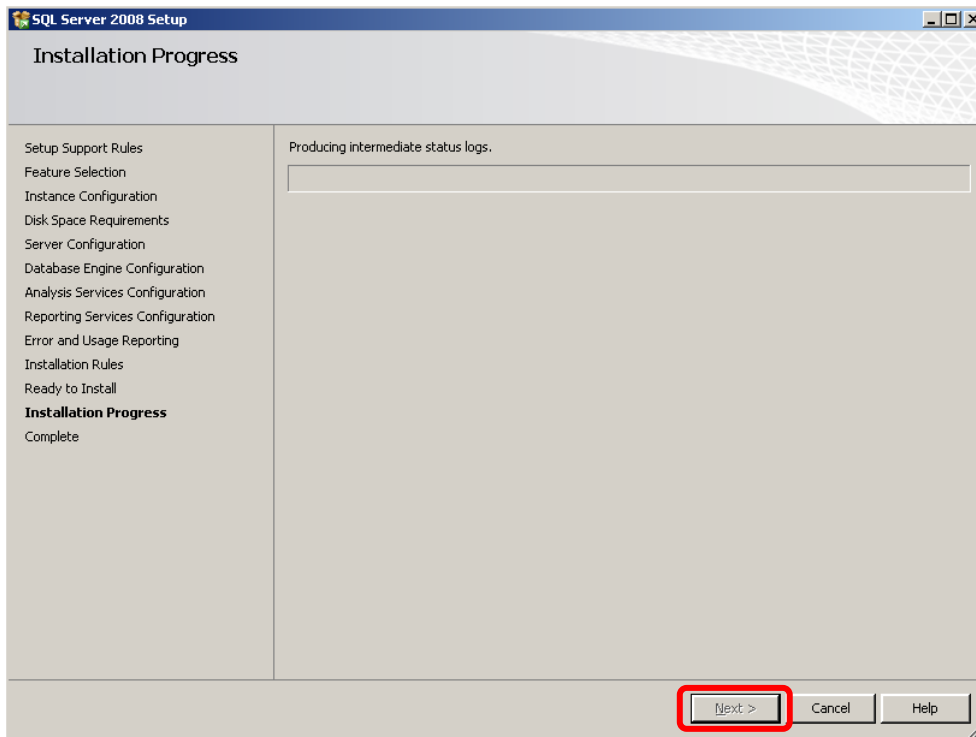 SQL Server 2008 Setup
Installation Progress
Setup Support Rules
Feature Selection
Instance Configuration
Disk Space Requirements
Server Configuration
Database Engine Configuration
Analysis Services Configuration
Reporting Services Configuration
Error and Usage Reporting
Installation Rules
Ready to Install
Installation Progress
Complete
Producing intermediate status logs.
Next >
Cancel
Help